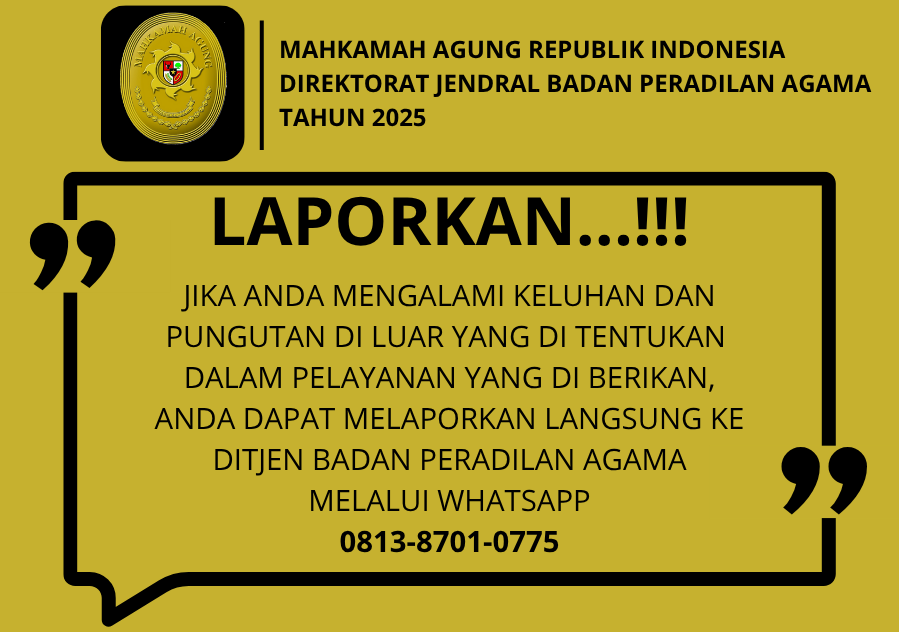 MAHKAMAH AGUNG
MAHKAMAH AGUNG REPUBLIK INDONESIA
DIREKTORAT JENDRAL BADAN PERADILAN AGAMA
TAHUN 2025
LAPORKAN...!!!
JIKA ANDA MENGALAMI KELUHAN DAN
PUNGUTAN DI LUAR YANG DI TENTUKAN
DALAM PELAYANAN YANG DI BERIKAN,
ANDA DAPAT MELAPORKAN LANGSUNG KE
DITJEN BADAN PERADILAN AGAMA
MELALUI WHATSAPP
0813-8701-0775